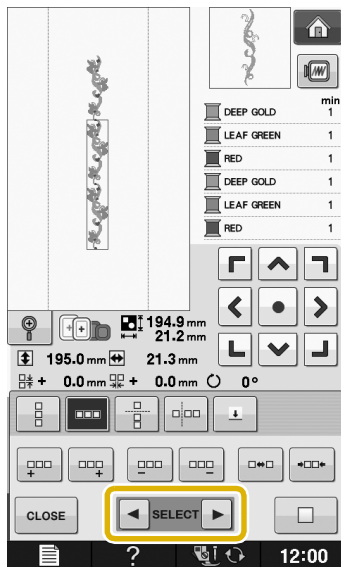 min
DEEP GOLD 1
LEAF GREEN 1
RED 1
DEEP GOLD 1
LEAF GREEN 1
RED 1
194.9 mm
21.2 mm
195.0 mm 21.3 mm
+ 0.0 mm + 0.0 mm 0°
+ + - -
CLOSE SELECT
? 12:00